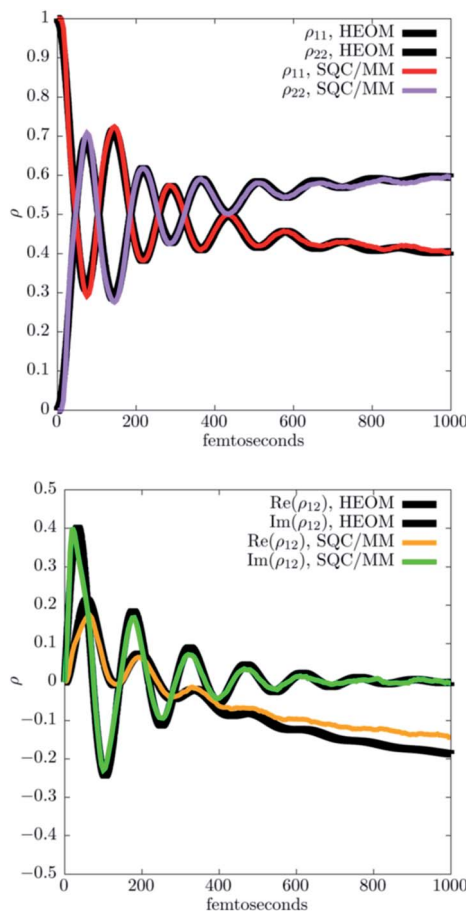 1
0.9
0.8
0.7
0.6
0.5
0.4
0.3
0.2
0.1
0
ρ
ρ₁₁, HEOM
ρ₂₂, HEOM
ρ₁₁, SQC/MM
ρ₂₂, SQC/MM
0 200 400 600 800 1000
femtoseconds
0.5
0.4
0.3
0.2
0.1
0
−0.1
−0.2
−0.3
−0.4
−0.5
ρ
Re(ρ₁₂), HEOM
Im(ρ₁₂), HEOM
Re(ρ₁₂), SQC/MM
Im(ρ₁₂), SQC/MM
0 200 400 600 800 1000
femtoseconds